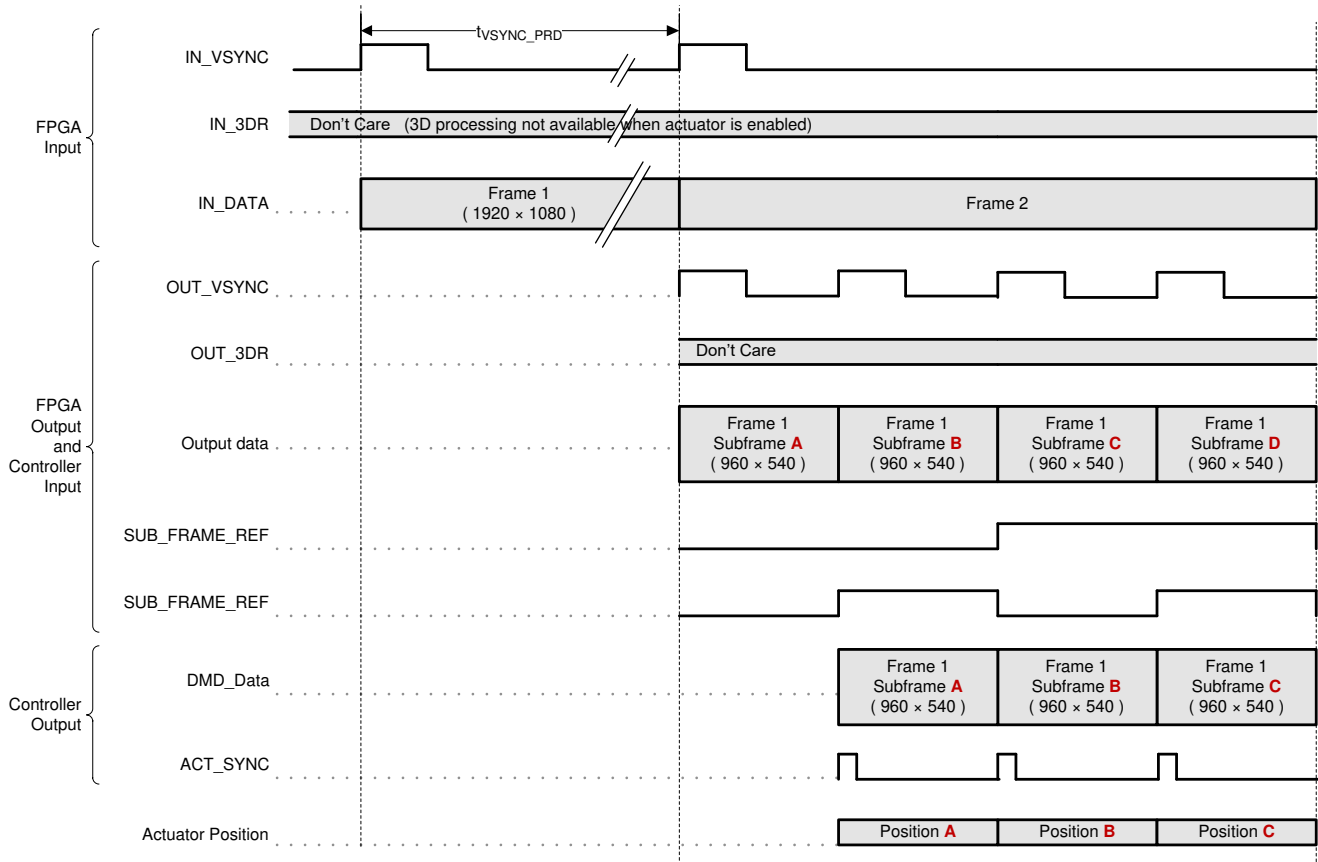 tVSYNC_PRD
IN_VSYNC
FPGA
Input
IN_3DR
Don't Care (3D processing not available when actuator is enabled)
IN_DATA
Frame 1
( 1920 × 1080 )
Frame 2
OUT_VSYNC
OUT_3DR
Don't Care
FPGA
Output
and
Controller
Input
Output data
Frame 1
Subframe A
( 960 × 540 )
Frame 1
Subframe B
( 960 × 540 )
Frame 1
Subframe C
( 960 × 540 )
Frame 1
Subframe D
( 960 × 540 )
SUB_FRAME_REF
SUB_FRAME_REF
Controller
Output
DMD_Data
Frame 1
Subframe A
( 960 × 540 )
Frame 1
Subframe B
( 960 × 540 )
Frame 1
Subframe C
( 960 × 540 )
ACT_SYNC
Actuator Position
Position A
Position B
Position C